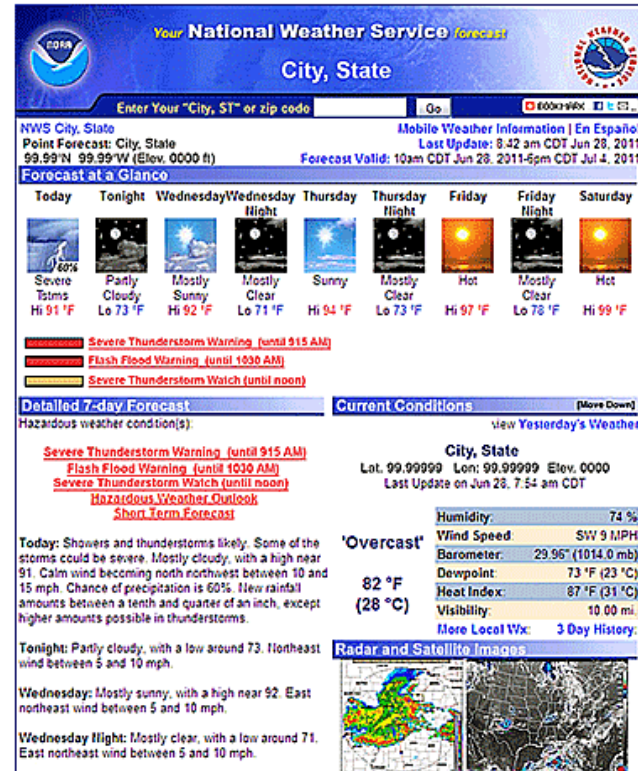 NOAA
Your National Weather Service forecast
City, State
Enter Your "City, ST" or zip code
Go
BOOKMARK
NWS City, State
Mobile Weather Information | En Español
Point Forecast: City, State
Last Update: 8:42 am CDT Jun 28, 2011
99.99°N 99.99°W (Elev. 0000 ft)
Forecast Valid: 10am CDT Jun 28, 2011-6pm CDT Jul 4, 2011
Forecast at a Glance
Today Tonight Wednesday Wednesday Night Thursday Thursday Night Friday Friday Night Saturday
60%
Severe Tstms Partly Cloudy Mostly Sunny Mostly Clear Sunny Mostly Clear Hot Mostly Clear Hot
Hi 91 °F Lo 73 °F Hi 92 °F Lo 71 °F Hi 94 °F Lo 73 °F Hi 97 °F Lo 78 °F Hi 99 °F
Severe Thunderstorm Warning (until 915 AM)
Flash Flood Warning (until 1030 AM)
Severe Thunderstorm Watch (until noon)
Detailed 7-day Forecast
Hazardous weather condition(s):
Severe Thunderstorm Warning (until 915 AM)
Flash Flood Warning (until 1030 AM)
Severe Thunderstorm Watch (until noon)
Hazardous Weather Outlook
Short Term Forecast
Today: Showers and thunderstorms likely. Some of the
storms could be severe. Mostly cloudy, with a high near
91. Calm wind becoming north northwest between 10 and
15 mph. Chance of precipitation is 60%. New rainfall
amounts between a tenth and quarter of an inch, except
higher amounts possible in thunderstorms.
Tonight: Partly cloudy, with a low around 73. Northeast
wind between 5 and 10 mph.
Wednesday: Mostly sunny, with a high near 92. East
northeast wind between 5 and 10 mph.
Wednesday Night: Mostly clear, with a low around 71.
East northeast wind between 5 and 10 mph.
Current Conditions
[Move Down]
view Yesterday's Weather
City, State
Lat. 99.99999 Lon: 99.99999 Elev. 0000
Last Update on Jun 28, 7:54 am CDT
'Overcast'
82 °F
(28 °C)
Humidity: 74 %
Wind Speed: SW 9 MPH
Barometer: 29.96" (1014.0 mb)
Dewpoint: 73 °F (23 °C)
Heat Index: 87 °F (31 °C)
Visibility: 10.00 mi.
More Local Wx: 3 Day History:
Radar and Satellite Images